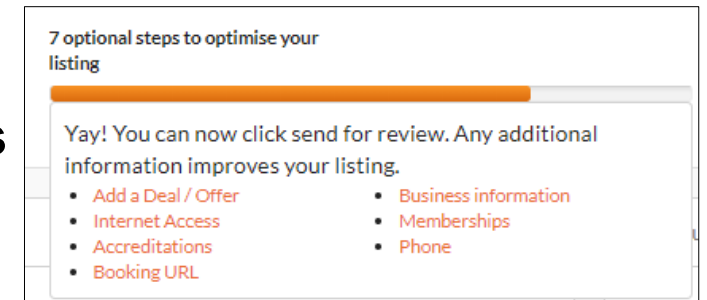 7 optional steps to optimise your
listing
s
Yay! You can now click send for review. Any additional
information improves your listing.
Add a Deal / Offer
Internet Access
Accreditations
Booking URL
Business information
Memberships
Phone